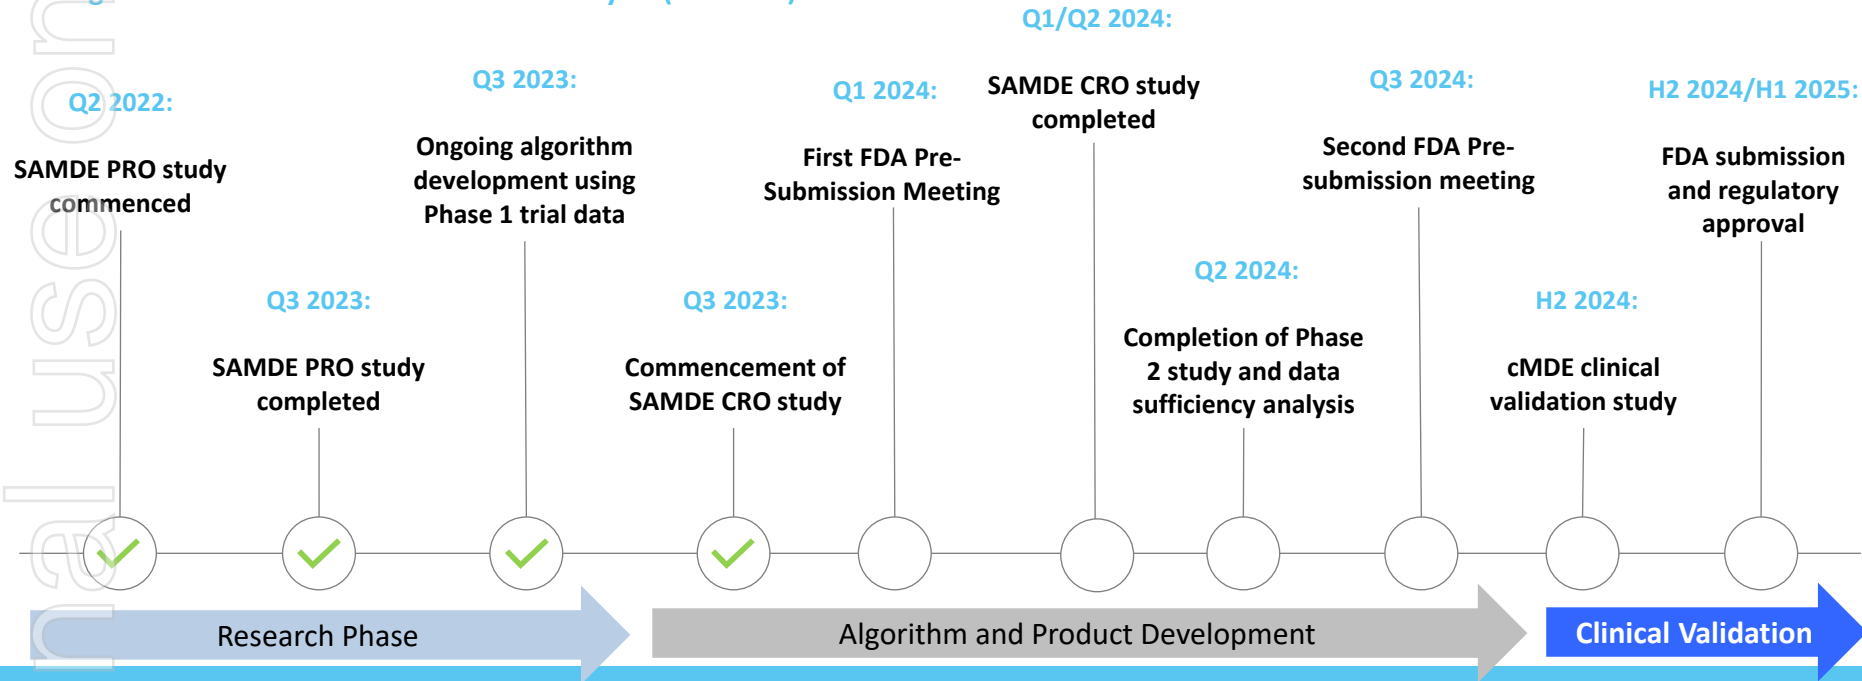 Q2 2022:
SAMDE PRO study
commenced
Q3 2023:
SAMDE PRO study
completed
Q3 2023:
Ongoing algorithm
development using
Phase 1 trial data
Q3 2023:
Commencement of
SAMDE CRO study
Q1 2024:
First FDA Pre-
Submission Meeting
Q1/Q2 2024:
SAMDE CRO study
completed
Q2 2024:
Completion of Phase
2 study and data
sufficiency analysis
Q3 2024:
Second FDA Pre-
submission meeting
H2 2024:
cMDE clinical
validation study
H2 2024/H1 2025:
FDA submission
and regulatory
approval
Research Phase
Algorithm and Product Development
Clinical Validation
nal use on